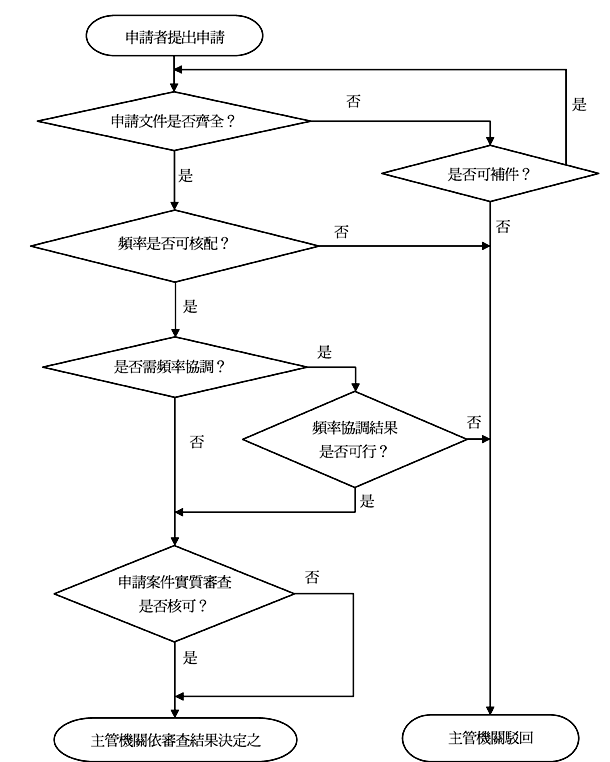 申請者提出申請
否
是
申請文件是否齊全？
是否可補件？
是
否
頻率是否可核配？
否
是
是
是否需頻率協調？
頻率協調結果
是否可行？
否
否
是
申請案件實質審查
是否核可？
否
是
主管機關依審查結果決定之
主管機關駁回